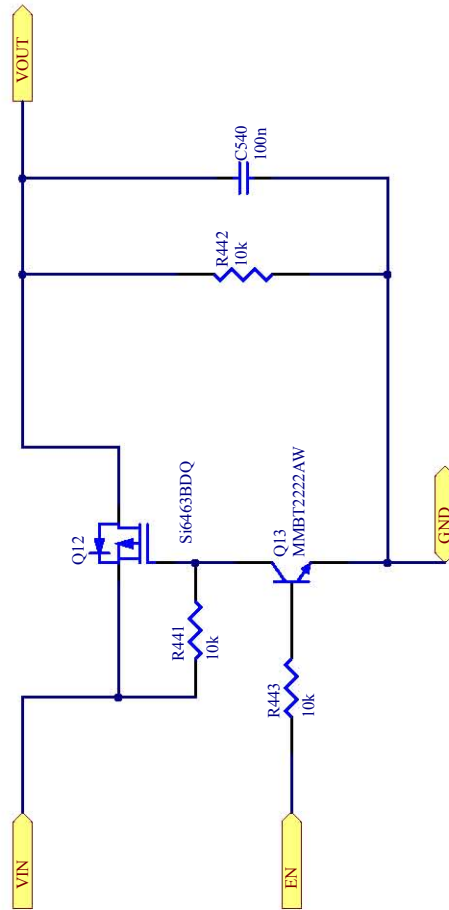 VIN
VOUT
Q12
Si6463BDQ
R441
10k
R442
10k
C540
100n
Q13
MMBT2222AW
R443
10k
EN
GND